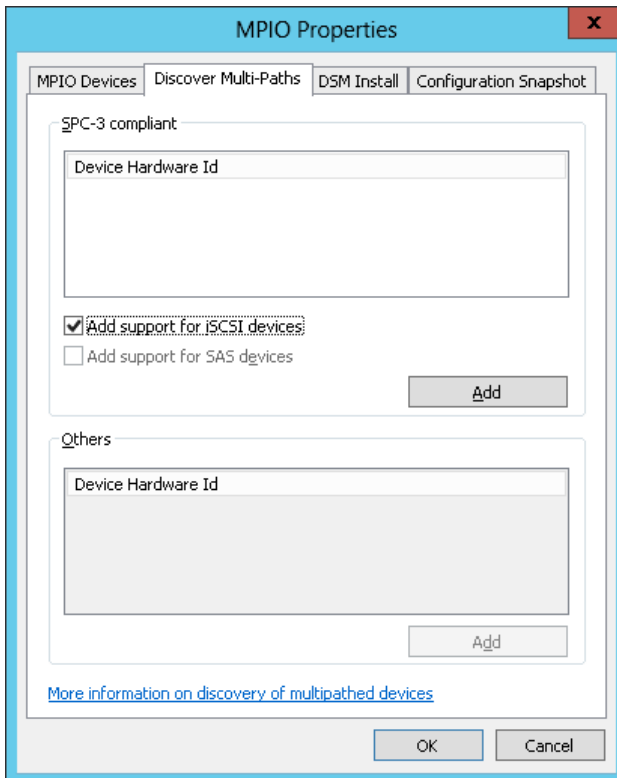 MPIO Properties
x
MPIO Devices
Discover Multi-Paths
DSM Install
Configuration Snapshot
SPC-3 compliant
Device Hardware Id
Add support for iSCSI devices
Add support for SAS devices
Add
Others
Device Hardware Id
Add
More information on discovery of multipathed devices
OK
Cancel